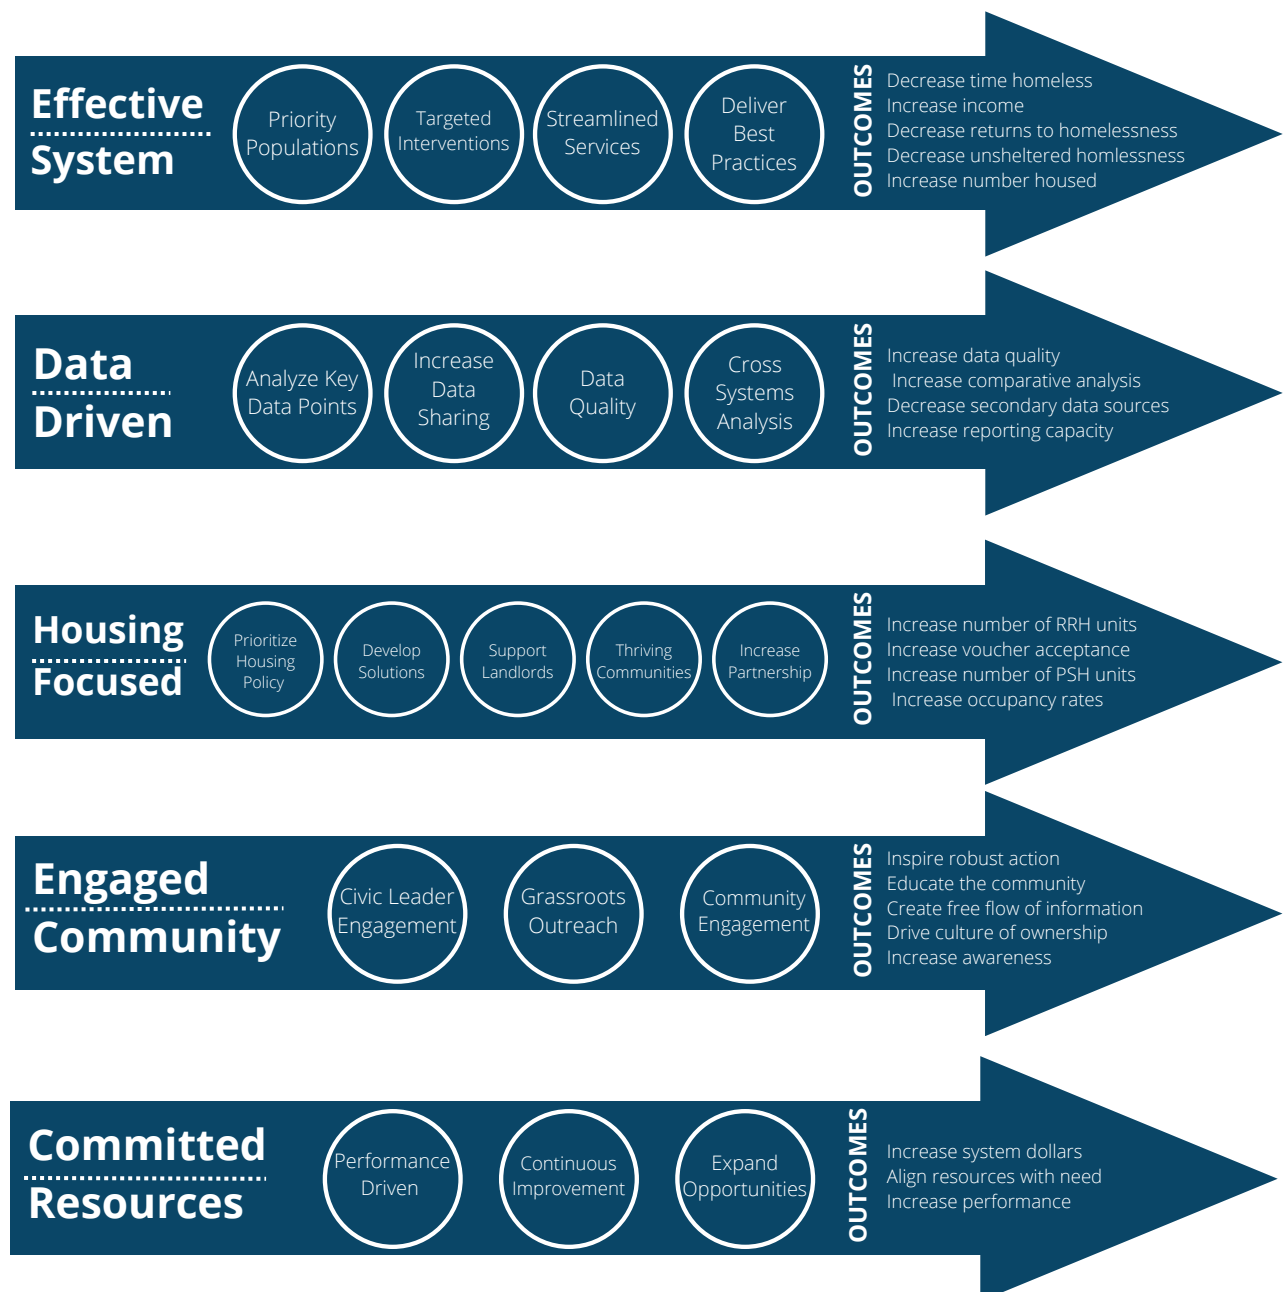 Effective
System
Priority
Populations
Targeted
Interventions
Streamlined
Services
Deliver
Best
Practices
OUTCOMES
Decrease time homeless
Increase income
Decrease returns to homelessness
Decrease unsheltered homlessness
Increase number housed
Data
Driven
Analyze Key
Data Points
Increase
Data
Sharing
Data
Quality
Cross
Systems
Analysis
OUTCOMES
Increase data quality
Increase comparative analysis
Decrease secondary data sources
Increase reporting capacity
Housing
Focused
Prioritize
Housing
Policy
Develop
Solutions
Support
Landlords
Thriving
Communities
Increase
Partnership
OUTCOMES
Increase number of RRH units
Increase voucher acceptance
Increase number of PSH units
Increase occupancy rates
Engaged
Community
Civic Leader
Engagement
Grassroots
Outreach
Community
Engagement
OUTCOMES
Inspire robust action
Educate the community
Create free flow of information
Drive culture of ownership
Increase awareness
Committed
Resources
Performance
Driven
Continuous
Improvement
Expand
Opportunities
OUTCOMES
Increase system dollars
Align resources with need
Increase performance